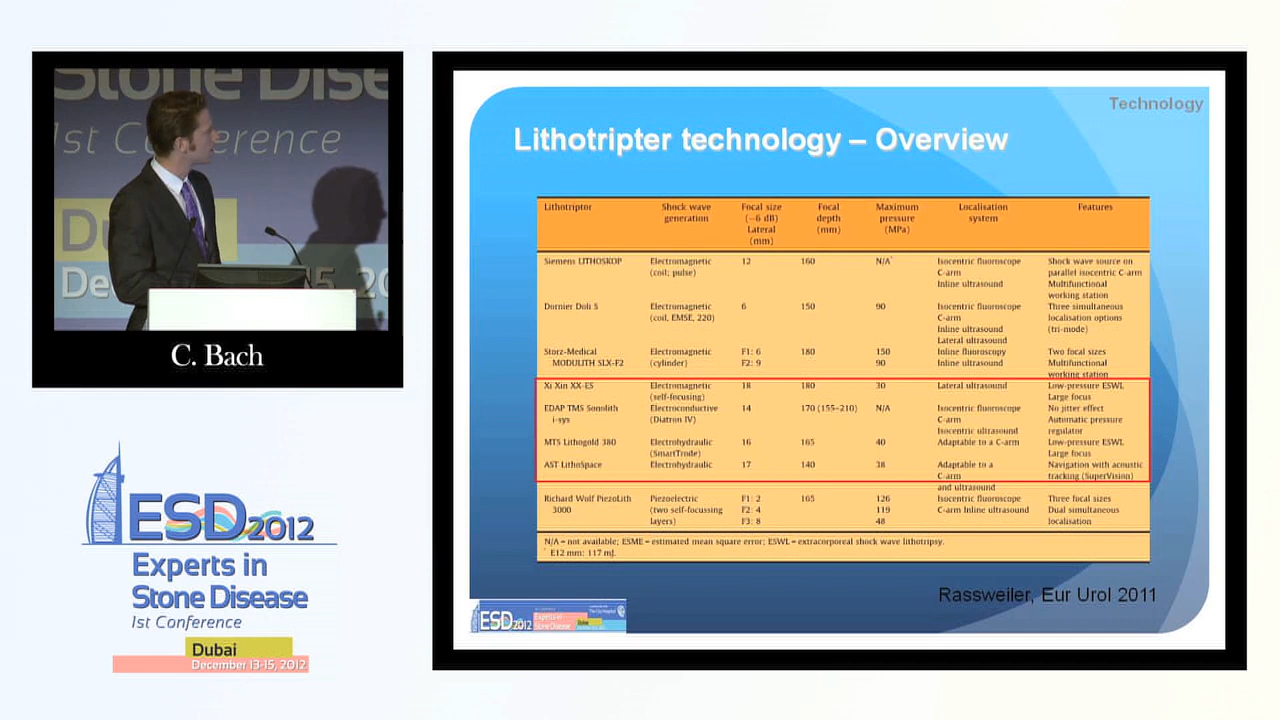 Stone Dise
1st Conference
Du
De 15, 20
C. Bach
ESD2012
Experts in
Stone Disease
1st Conference
Dubai
December 13-15, 2012
Technology
Lithotripter technology – Overview
Lithotriptor Shock wave generation Focal size (−6 dB) Lateral (mm) Focal depth (mm) Maximum pressure (MPa) Localisation system Features
Siemens LITHOSKOP Electromagnetic 12 160 N/A* Isocentric fluoroscope Shock wave source on
(coil; pulse) C-arm parallel isocentric C-arm
Inline ultrasound Multifunctional
working station
Dornier Doli S Electromagnetic 6 150 90 Isocentric fluoroscope Three simultaneous
(coil, EMSE, 220) C-arm localisation options
Inline ultrasound (tri-mode)
Lateral ultrasound
Storz-Medical Electromagnetic F1: 6 180 150 Inline fluoroscopy Two focal sizes
MODULITH SLX-F2 (cylinder) F2: 9 90 Inline ultrasound Multifunctional
working station
Xi Xin XX-ES Electromagnetic 18 180 30 Lateral ultrasound Low-pressure ESWL
(self-focusing) Large focus
EDAP TMS Sonolith Electroconductive 14 170 (155–210) N/A Isocentric fluoroscope No jitter effect
i-sys (Diatron IV) C-arm Automatic pressure
Isocentric ultrasound regulator
MTS Lithogold 380 Electrohydraulic 16 165 40 Adaptable to a C-arm Low-pressure ESWL
(SmartTrode) Large focus
AST LithoSpace Electrohydraulic 17 140 38 Adaptable to a Navigation with acoustic
C-arm tracking (SuperVision)
and ultrasound
Richard Wolf PiezoLith Piezoelectric F1: 2 165 126 Isocentric fluoroscope Three focal sizes
3000 (two self-focussing F2: 4 119 C-arm Inline ultrasound Dual simultaneous
layers) F3: 8 48 localisation
N/A = not available; ESME = estimated mean square error; ESWL = extracorporeal shock wave lithotripsy.
* E12 mm: 117 mJ.
Rassweiler, Eur Urol 2011
ESD2012
Experts in
Stone Disease